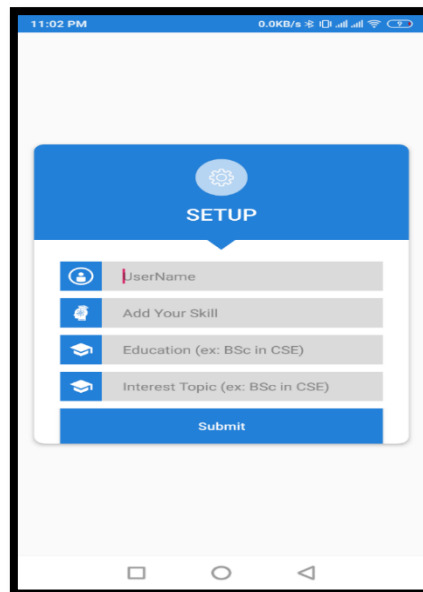 11:02 PM 0.0KB/s 9
SETUP
UserName
Add Your Skill
Education (ex: BSc in CSE)
Interest Topic (ex: BSc in CSE)
Submit